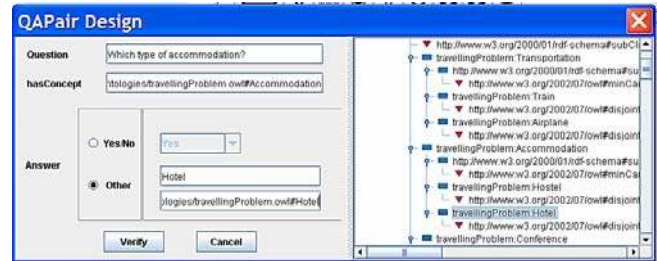 QAPair Design
Question
Which type of accommodation?
hasConcept
ntologies/travellingProblem.owl#Accommodation
Answer
Yes/No
Yes
Other
Hotel
ologies/travellingProblem.owl#Hotel
Verify
Cancel
http://www.w3.org/2000/01/rdf-schema#subCl
travellingProblem:Transportation
http://www.w3.org/2000/01/rdf-schema#su
http://www.w3.org/2002/07/owl#minCar
travellingProblem:Train
http://www.w3.org/2002/07/owl#disjoint
travellingProblem:Airplane
http://www.w3.org/2002/07/owl#disjoint
travellingProblem:Accommodation
http://www.w3.org/2000/01/rdf-schema#su
http://www.w3.org/2002/07/owl#minCar
travellingProblem:Hostel
http://www.w3.org/2002/07/owl#disjoint
travellingProblem:Hotel
http://www.w3.org/2002/07/owl#disjoint
travellingProblem:Conference